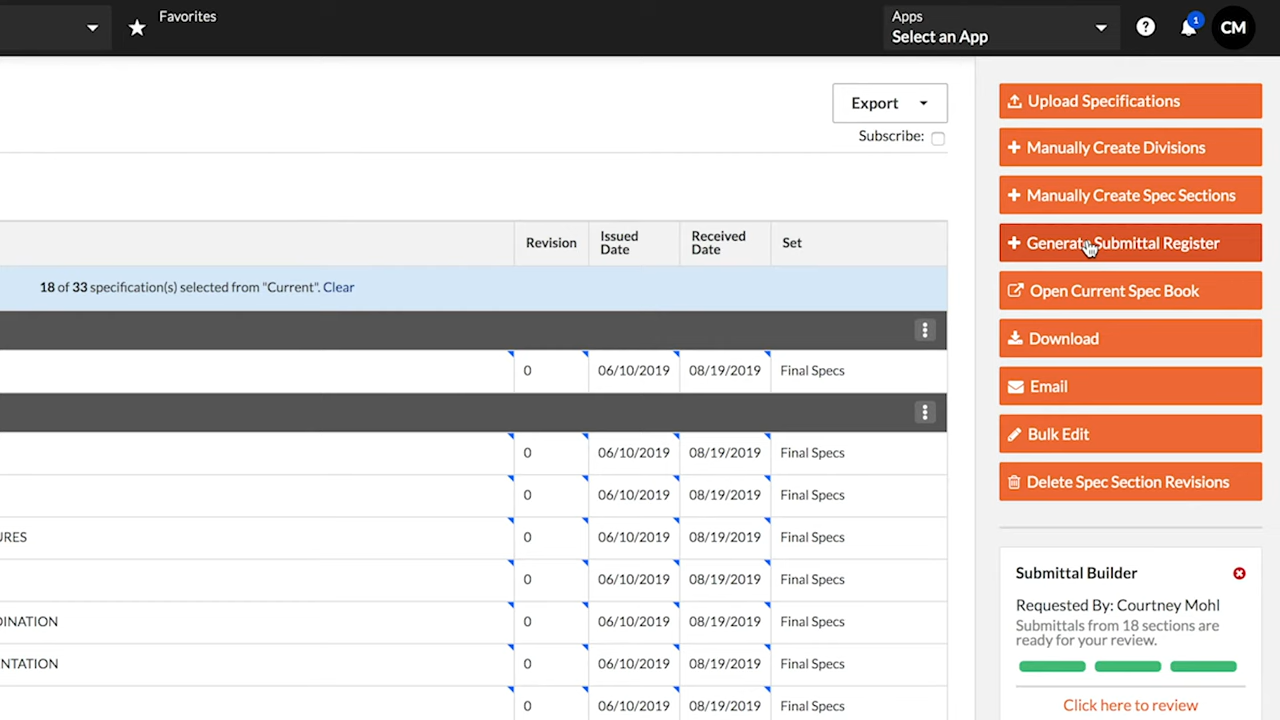 Favorites
Apps
Select an App
1
CM
Export
Subscribe:
Upload Specifications
Manually Create Divisions
Manually Create Spec Sections
Generate Submittal Register
Open Current Spec Book
Download
Email
Bulk Edit
Delete Spec Section Revisions
Revision
Issued
Date
Received
Date
Set
18 of 33 specification(s) selected from "Current". Clear
0 06/10/2019 08/19/2019 Final Specs
0 06/10/2019 08/19/2019 Final Specs
0 06/10/2019 08/19/2019 Final Specs
URES 0 06/10/2019 08/19/2019 Final Specs
0 06/10/2019 08/19/2019 Final Specs
DINATION 0 06/10/2019 08/19/2019 Final Specs
NTATION 0 06/10/2019 08/19/2019 Final Specs
0 06/10/2019 08/19/2019 Final Specs
Submittal Builder
Requested By: Courtney Mohl
Submittals from 18 sections are
ready for your review.
Click here to review